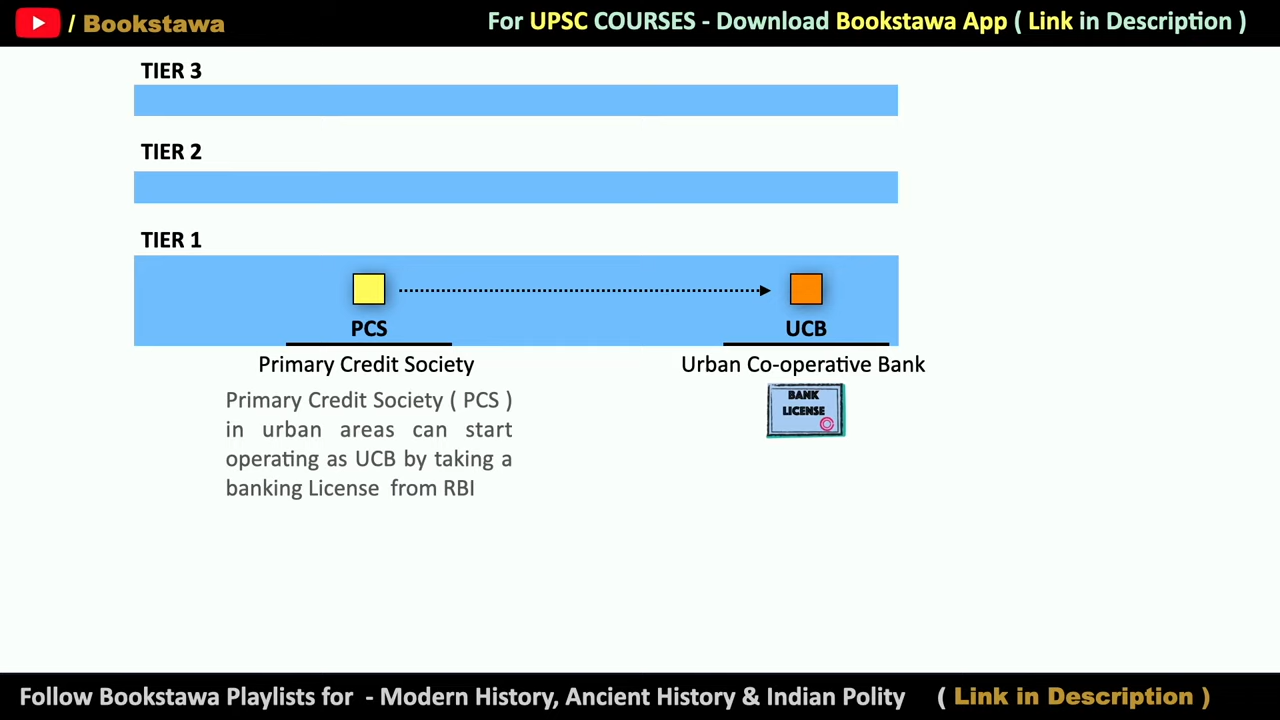 / Bookstawa
For UPSC COURSES - Download Bookstawa App ( Link in Description )
TIER 3
TIER 2
TIER 1
PCS
UCB
Primary Credit Society
Urban Co-operative Bank
BANK
LICENSE
Primary Credit Society ( PCS )
in urban areas can start
operating as UCB by taking a
banking License from RBI
Follow Bookstawa Playlists for - Modern History, Ancient History & Indian Polity ( Link in Description )